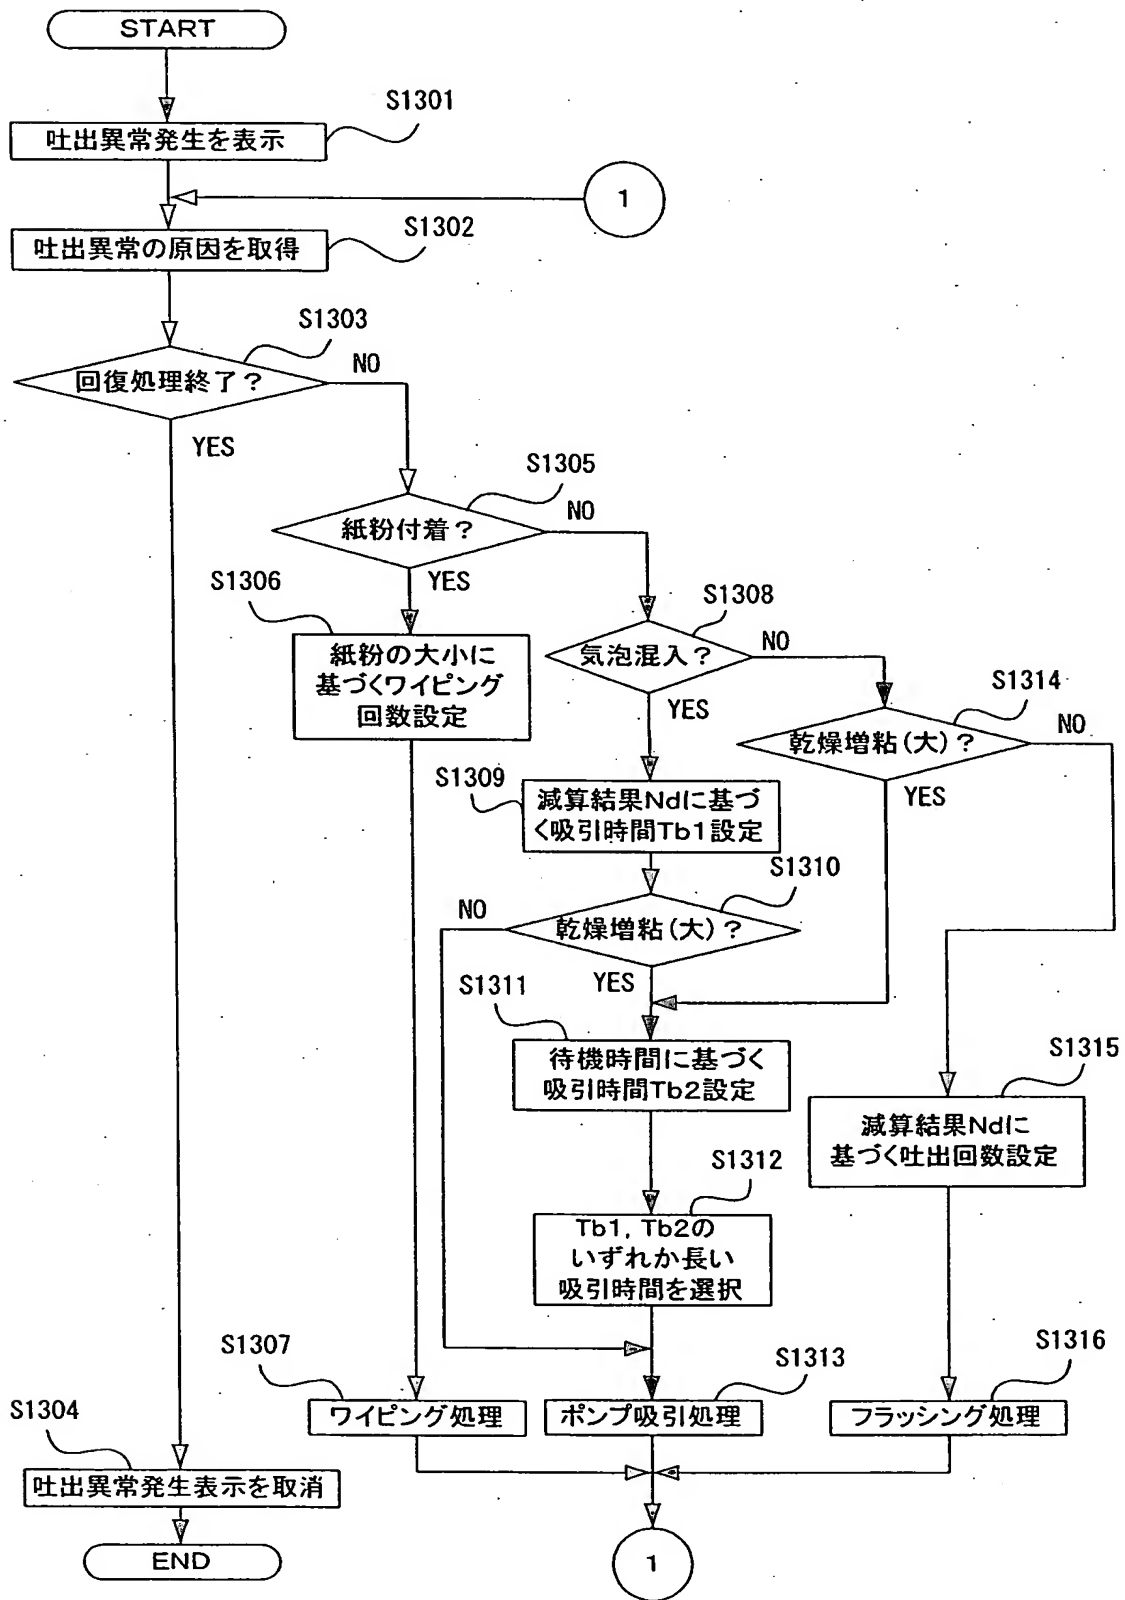 START
S1301
吐出異常発生を表示
1
S1302
吐出異常の原因を取得
S1303
回復処理終了?
NO
YES
S1305
紙粉付着?
NO
YES
S1306
紙粉の大小に
基づくワイピング
回数設定
S1308
気泡混入?
NO
YES
S1314
乾燥増粘(大)?
NO
YES
S1309
減算結果Ndに基づ
く吸引時間Tb1設定
S1310
乾燥増粘(大)?
NO
YES
S1311
待機時間に基づく
吸引時間Tb2設定
S1315
減算結果Ndに
基づく吐出回数設定
S1312
Tb1, Tb2の
いずれか長い
吸引時間を選択
S1307
ワイピング処理
S1313
ポンプ吸引処理
S1316
フラッシング処理
S1304
吐出異常発生表示を取消
END
1